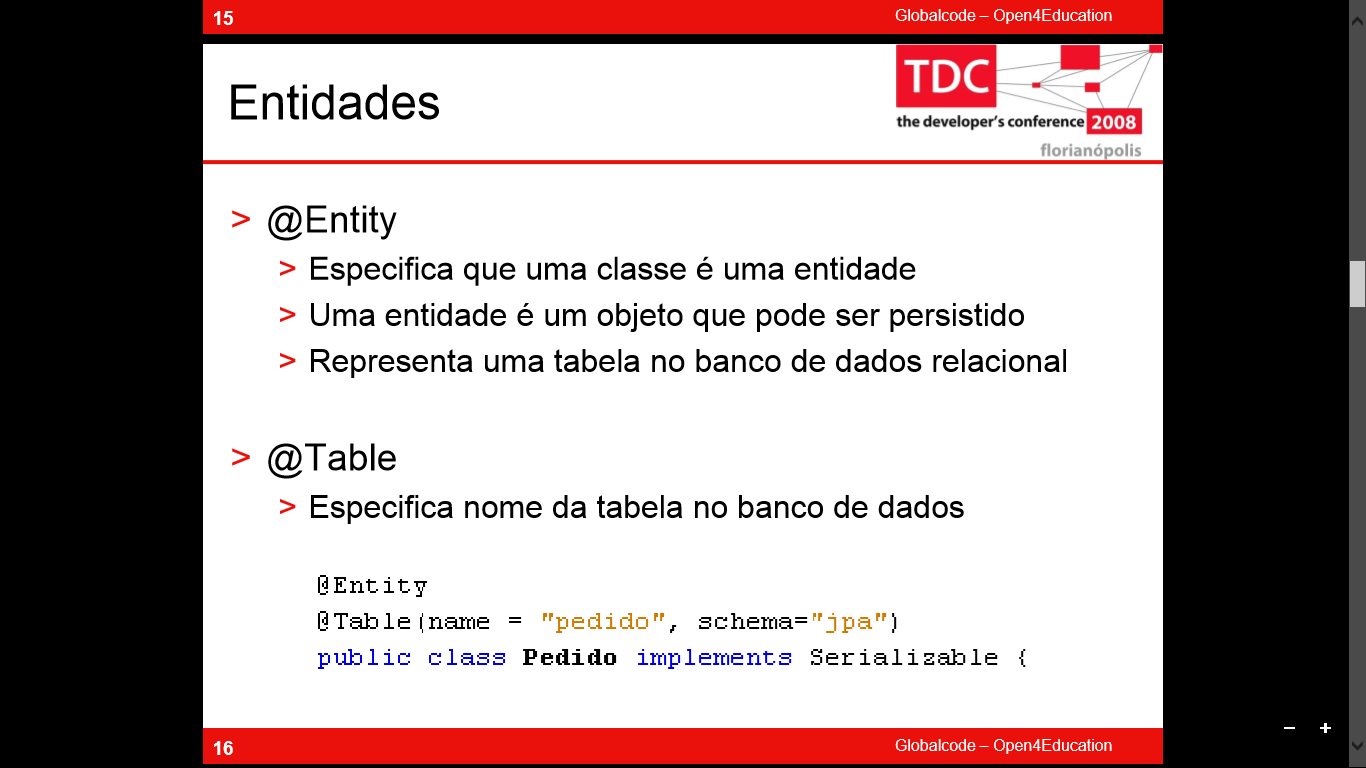 15
Globalcode – Open4Education
Entidades
TDC
the developer's conference 2008
florianópolis
> @Entity
> Especifica que uma classe é uma entidade
> Uma entidade é um objeto que pode ser persistido
> Representa uma tabela no banco de dados relacional
> @Table
> Especifica nome da tabela no banco de dados
@Entity
@Table(name = "pedido", schema="jpa")
public class Pedido implements Serializable {
16
Globalcode – Open4Education